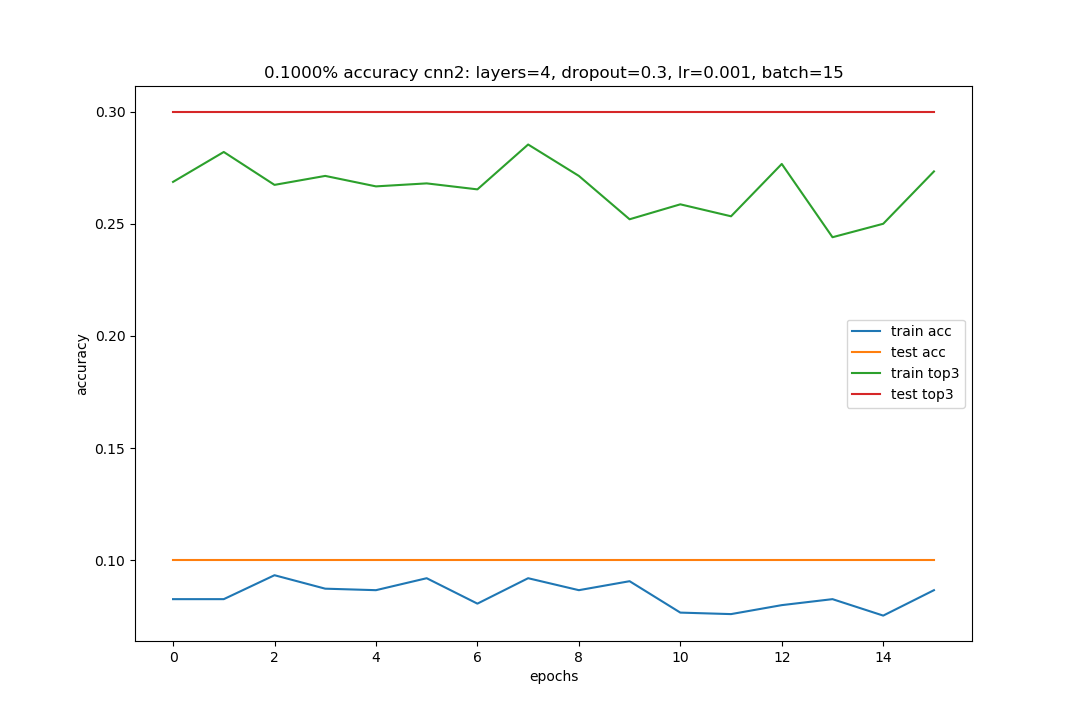 0.1000% accuracy cnn2: layers=4, dropout=0.3, lr=0.001, batch=15
0.30
0.25
0.20
0.15
0.10
accuracy
train acc
test acc
train top3
test top3
0 2 4 6 8 10 12 14
epochs